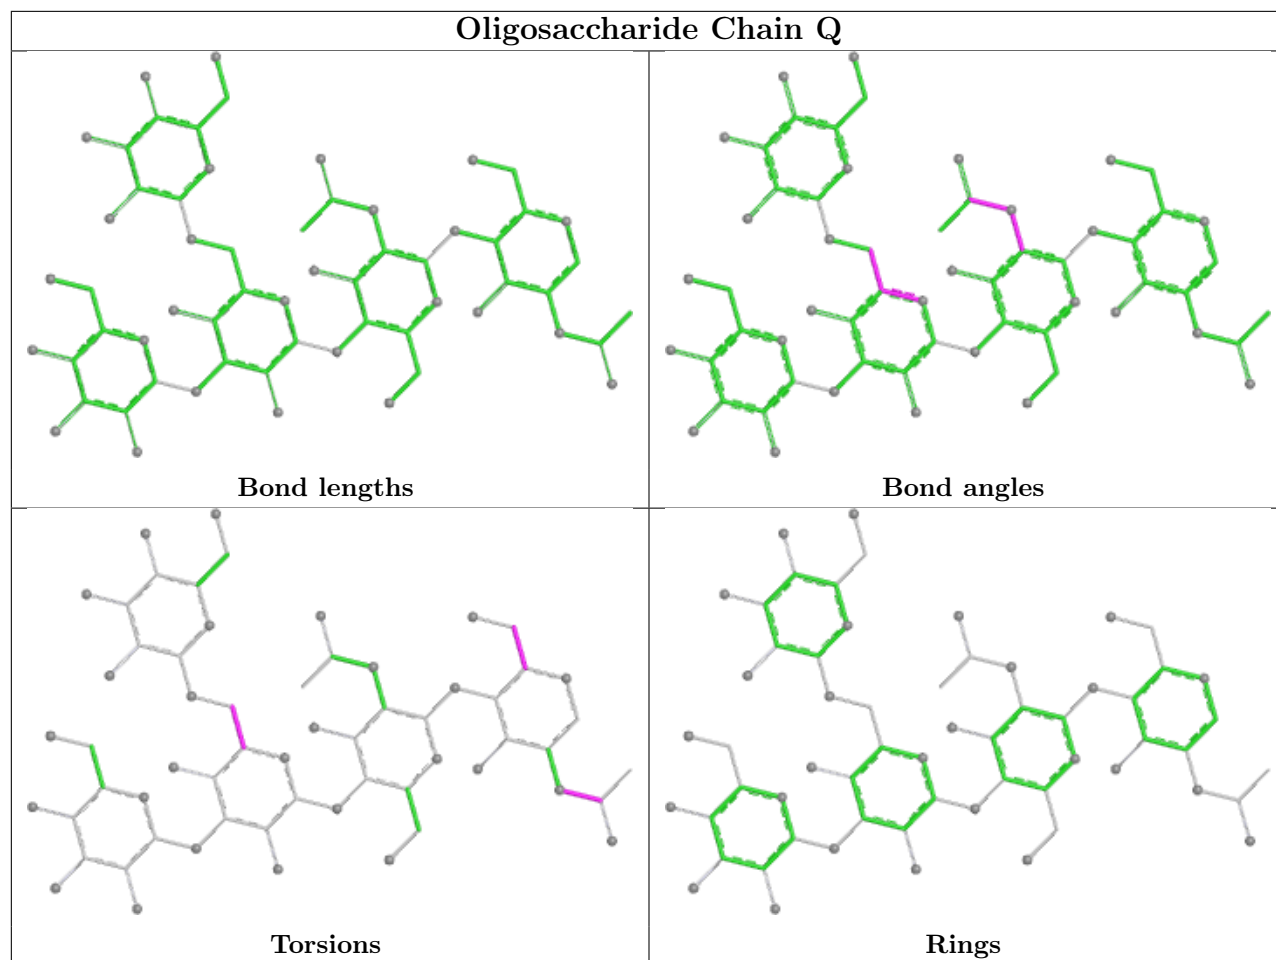 Oligosaccharide Chain Q
Bond lengths
Bond angles
Torsions
Rings